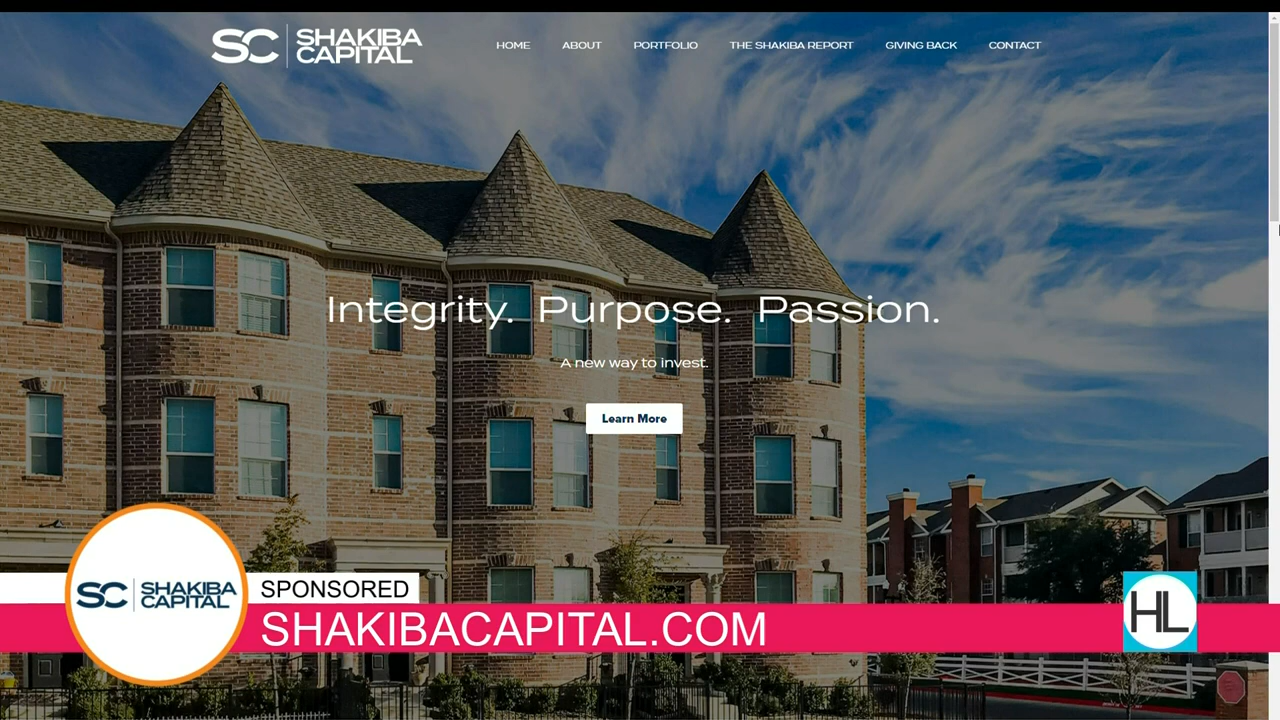 SC SHAKIBA CAPITAL
HOME ABOUT PORTFOLIO THE SHAKIBA REPORT GIVING BACK CONTACT
Integrity. Purpose. Passion.
A new way to invest.
Learn More
SC SHAKIBA CAPITAL
SPONSORED
SHAKIBACAPITAL.COM
HL